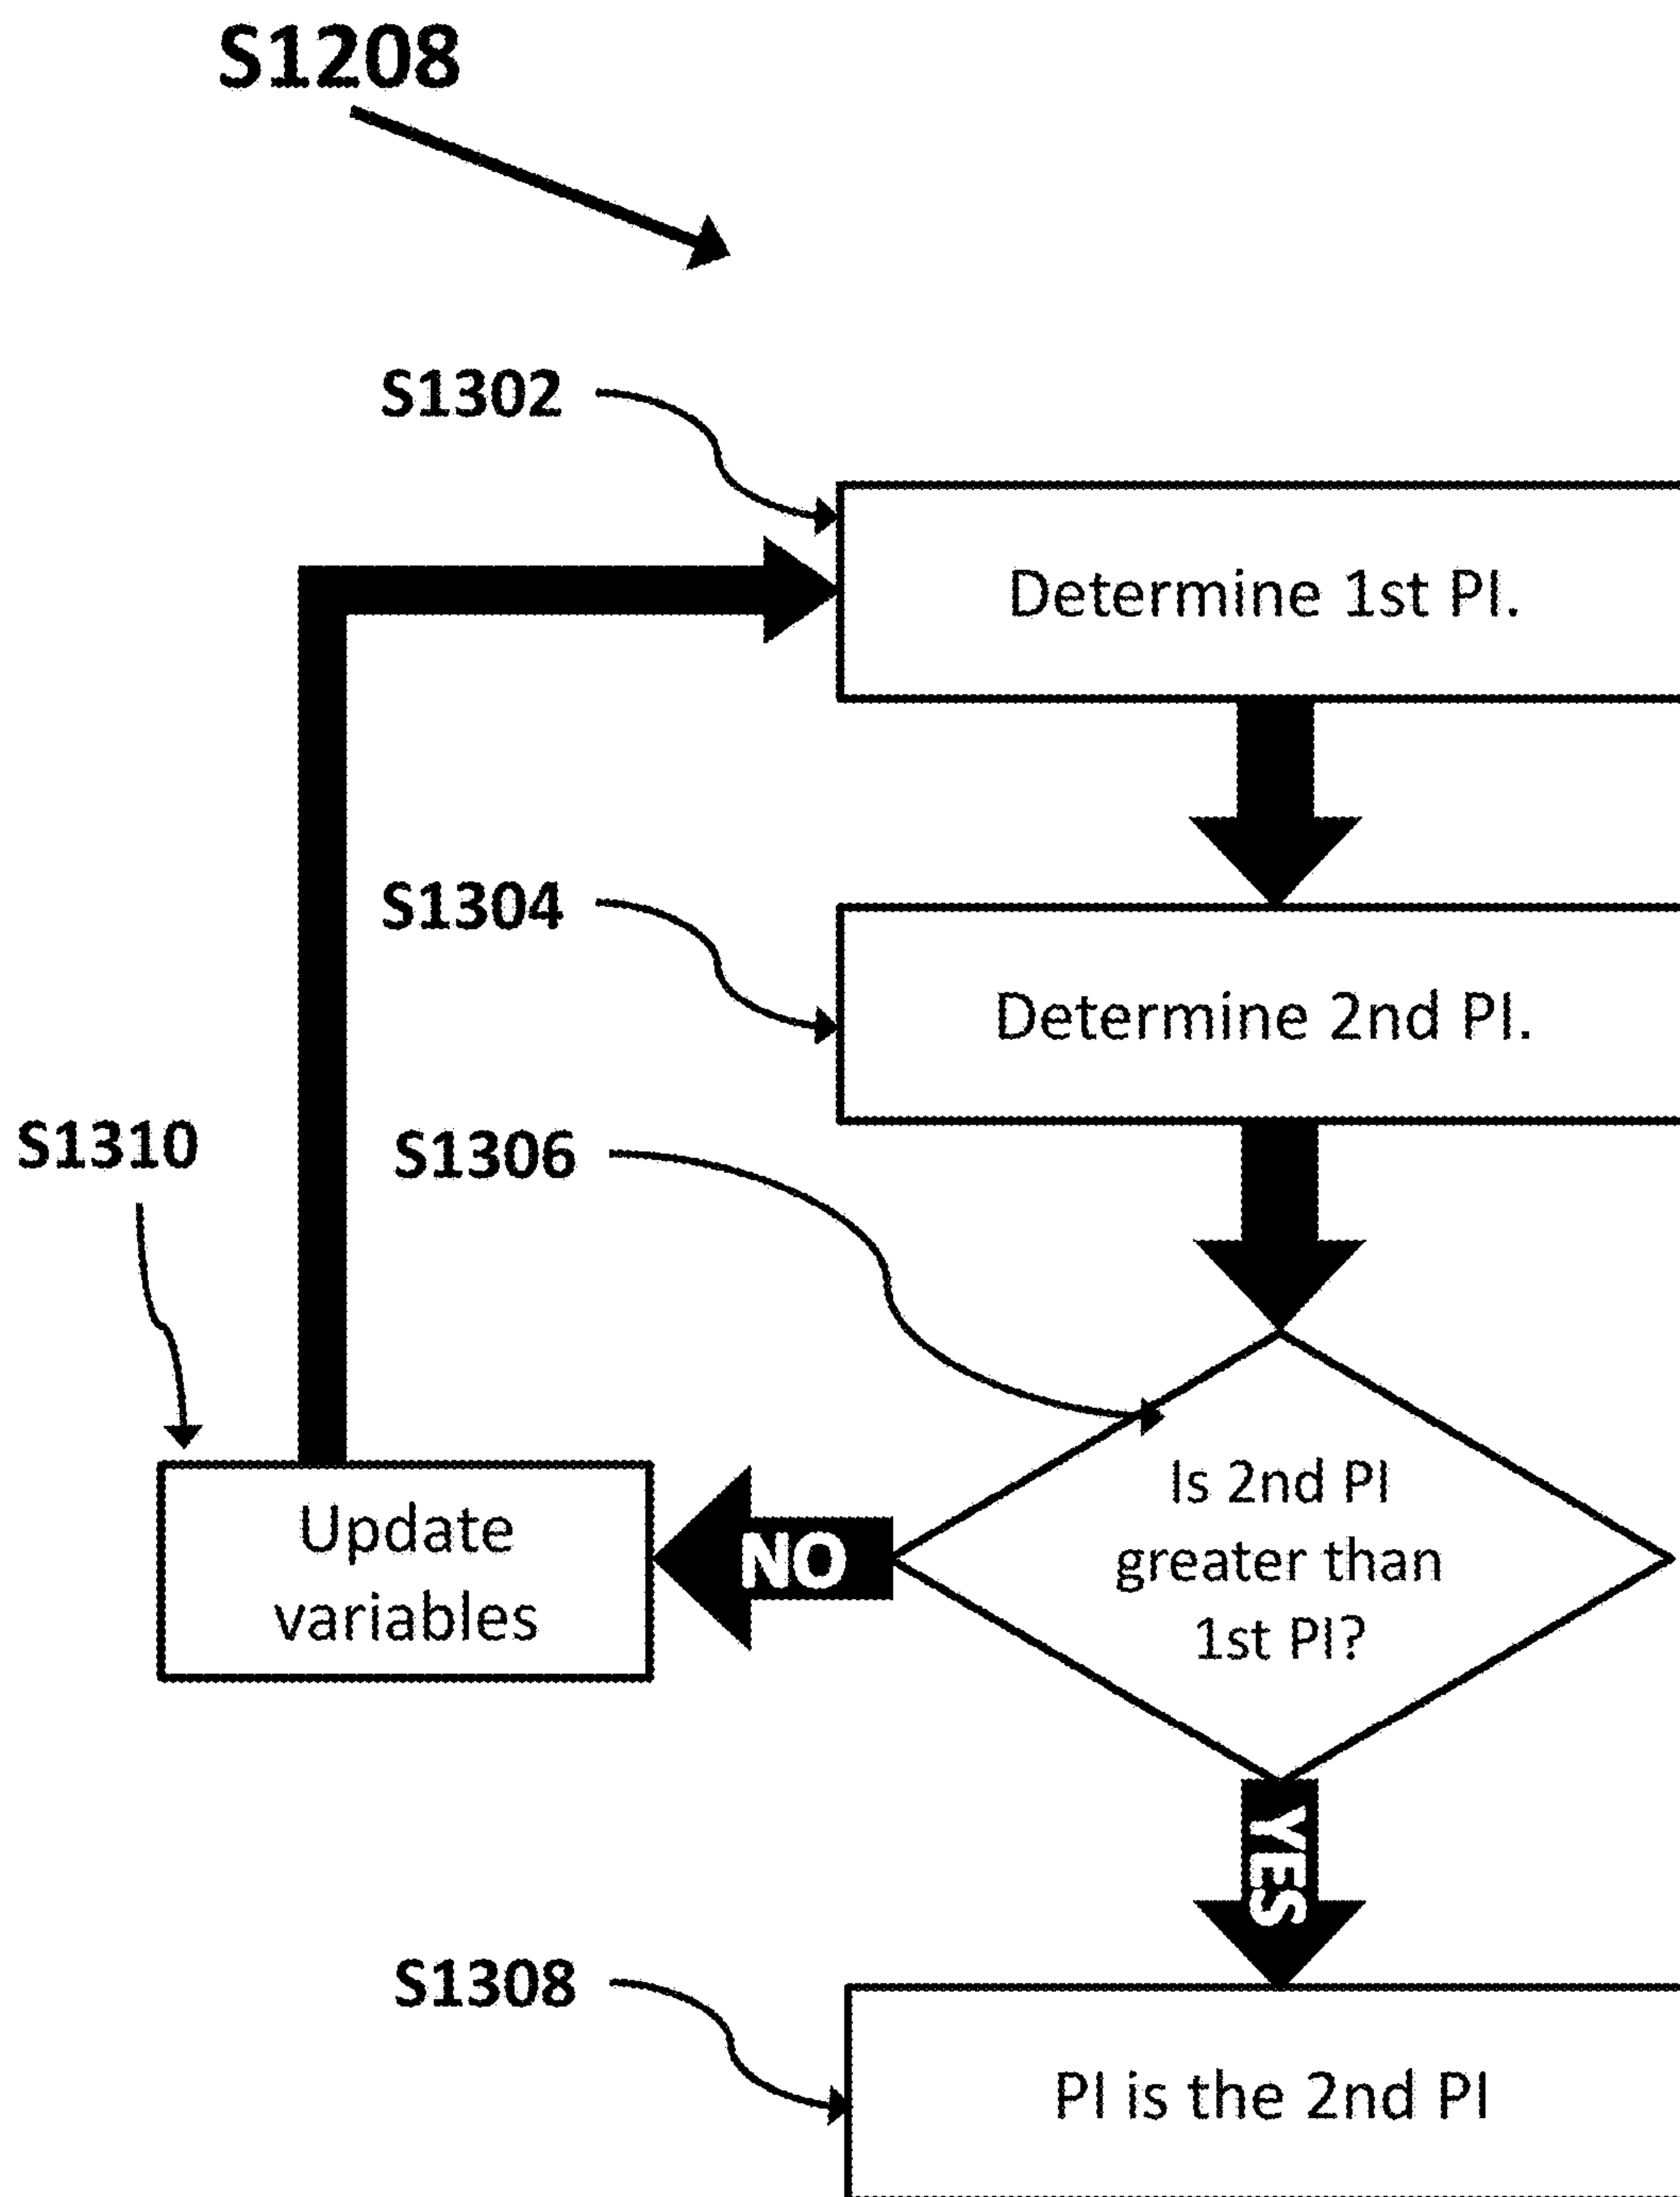 S1208
S1302
Determine 1st PI.
S1304
Determine 2nd PI.
S1310
S1306
Is 2nd PI
greater than
1st PI?
NO
Update
variables
YES
S1308
PI is the 2nd PI